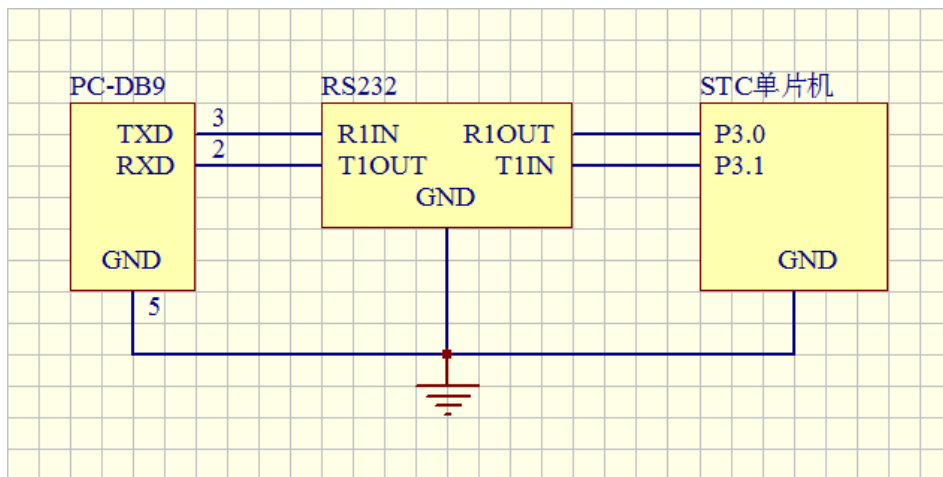 PC-DB9
RS232
STC单片机
TXD
3
R1IN
R1OUT
P3.0
RXD
2
T1OUT
T1IN
P3.1
GND
GND
GND
5